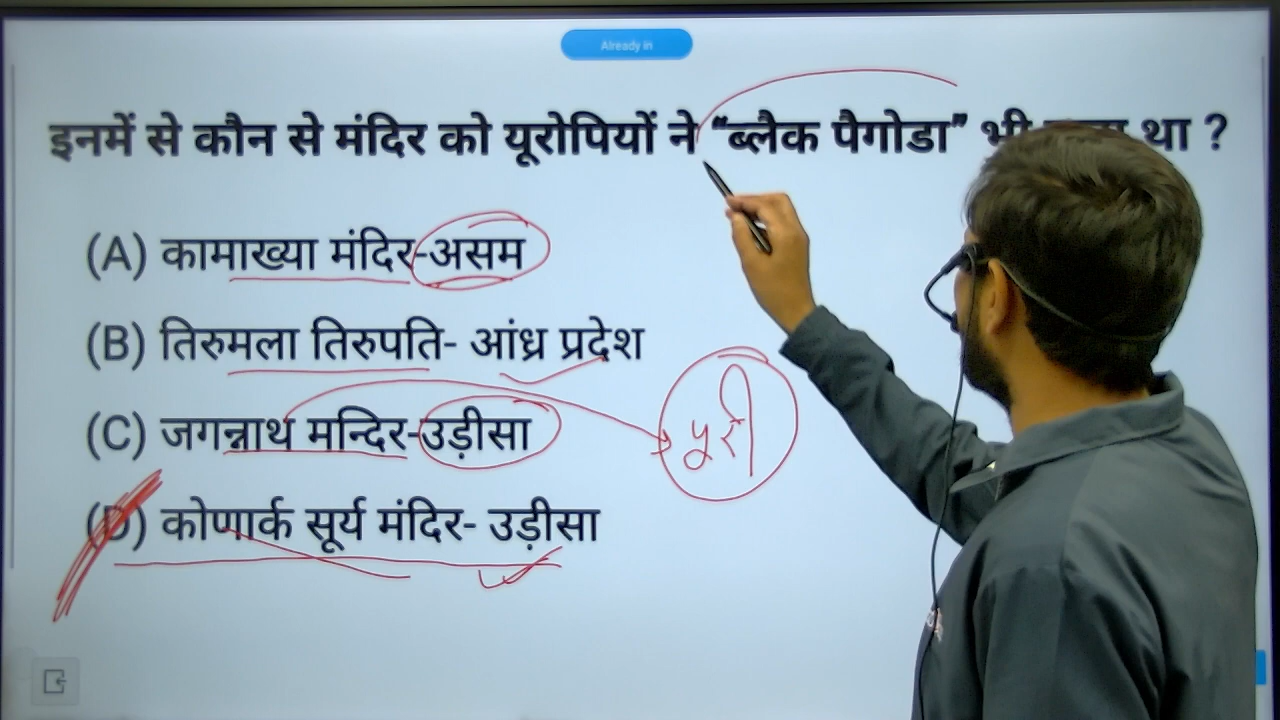 Already in
इनमें से कौन से मंदिर को यूरोपियों ने “ब्लैक पैगोडा” भी था ?
(A) कामाख्या मंदिर-असम
(B) तिरुमला तिरुपति- आंध्र प्रदेश
(C) जगन्नाथ मन्दिर-उड़ीसा
पूरी
(D) कोणार्क सूर्य मंदिर- उड़ीसा